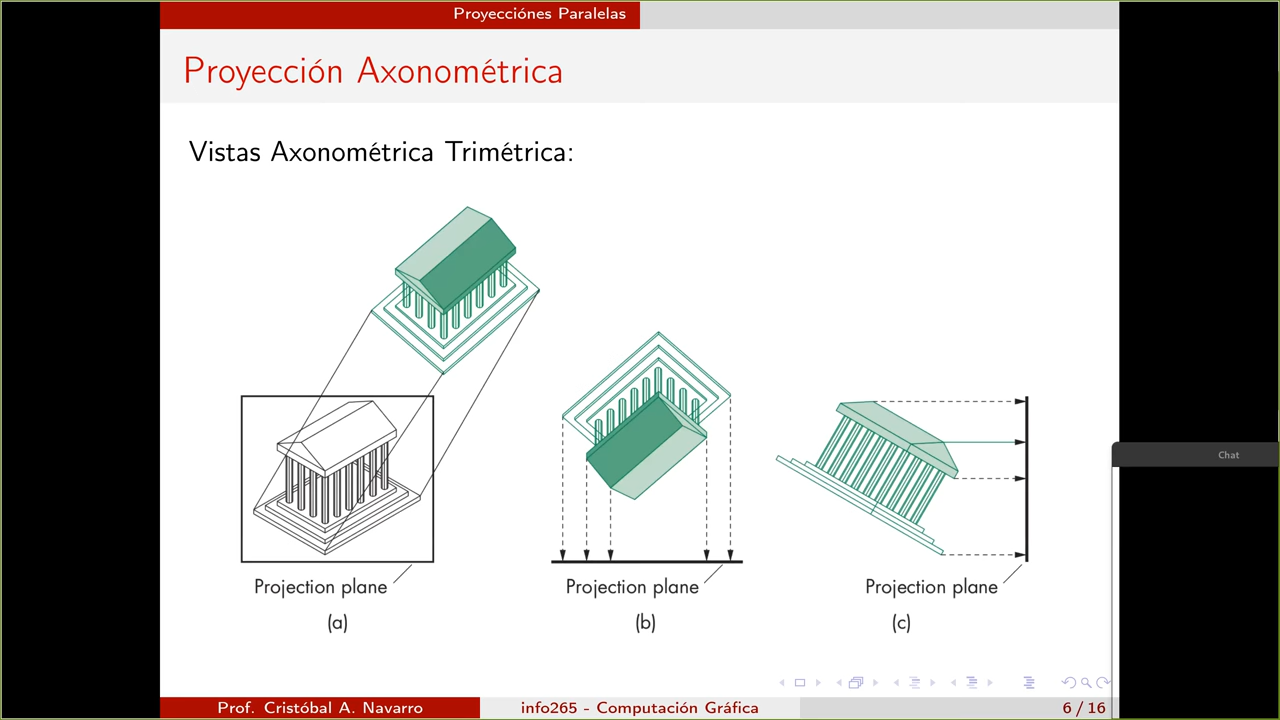 Proyecciónes Paralelas
Proyección Axonométrica
Vistas Axonométrica Trimétrica:
Projection plane
(a)
Projection plane
(b)
Projection plane
(c)
Chat
Prof. Cristóbal A. Navarro
info265 - Computación Gráfica
6 / 16